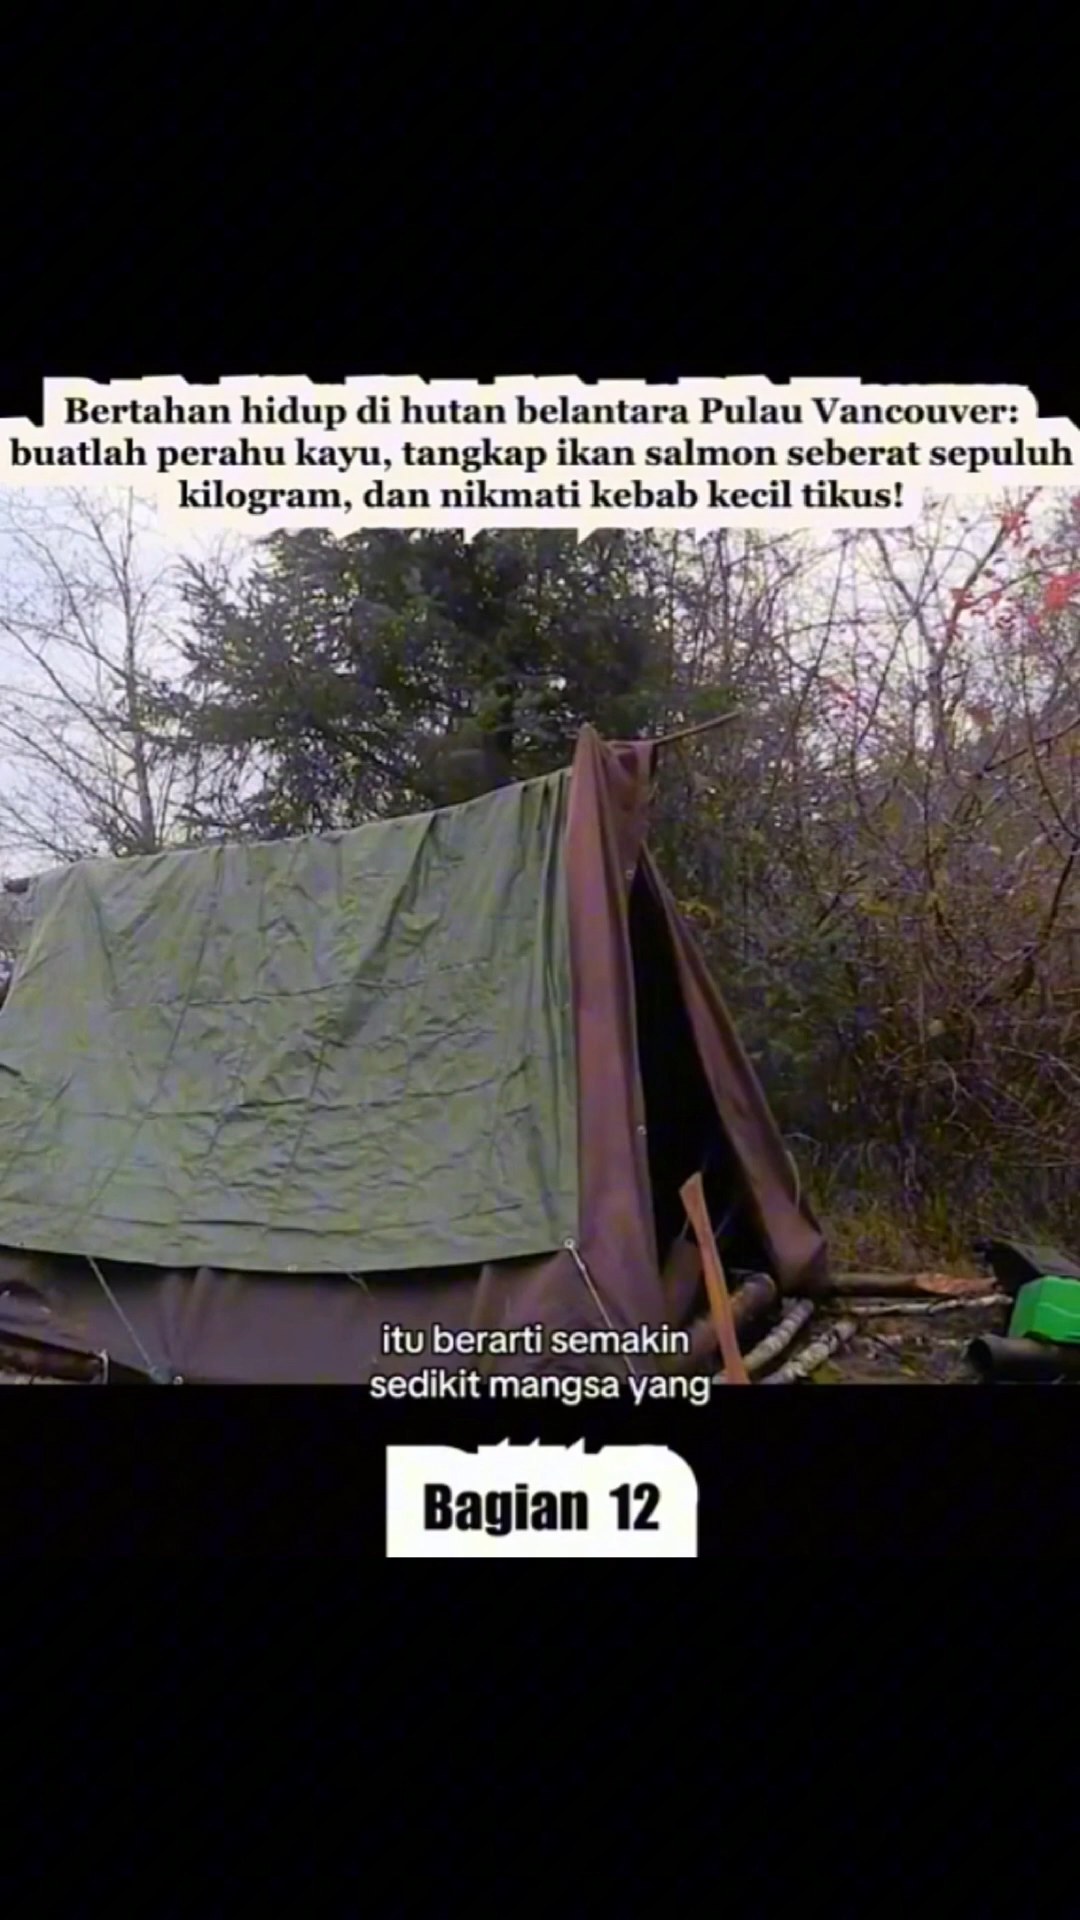 Bertahan hidup di hutan belantara Pulau Vancouver:
buatlah perahu kayu, tangkap ikan salmon seberat sepuluh
kilogram, dan nikmati kebab kecil tikus!
itu berarti semakin
sedikit mangsa yang
Bagian 12